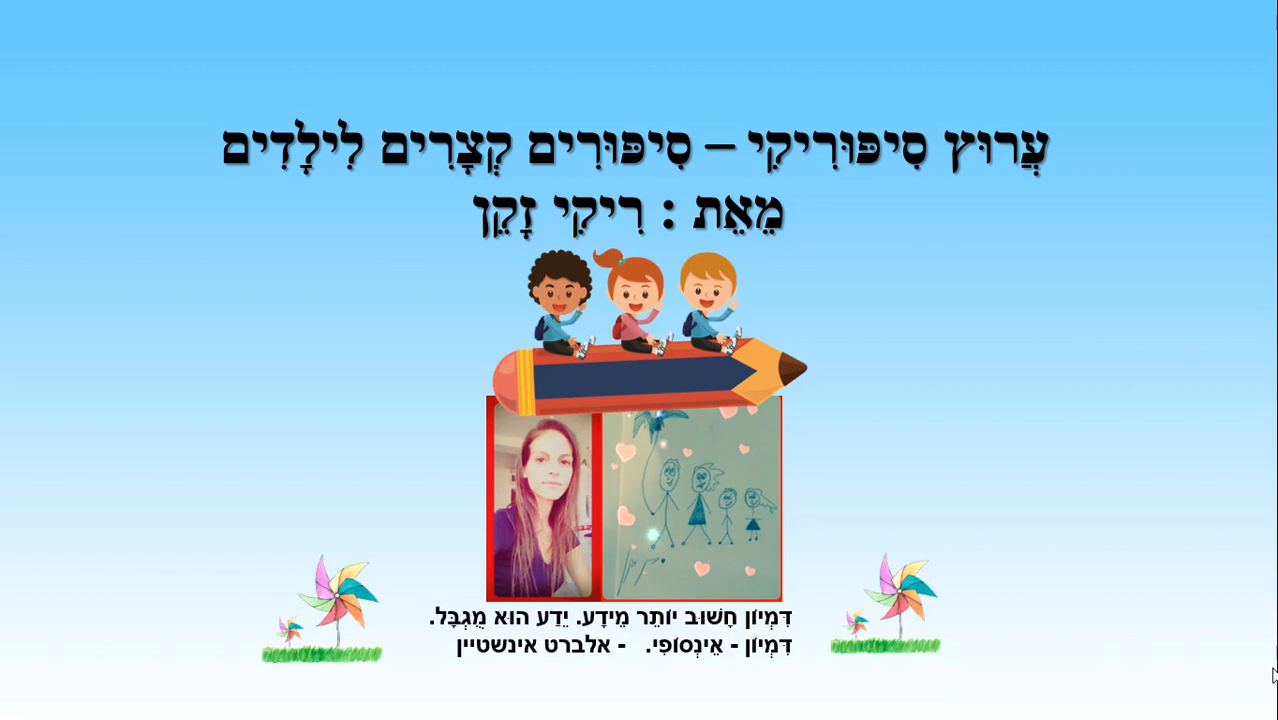 עֲרוּץ סִיפּוּרִיקִי – סִיפּוּרִים קְצָרִים לִילָדִים
מֵאֵת : רִיקִי זָקֵן
דִּמְיוֹן חָשׁוּב יוֹתֵר מֵידָע. יֵדַע הוּא מֻגְבָּל.
דִּמְיוֹן - אֵינְסוֹפִי. - אלברט אינשטיין